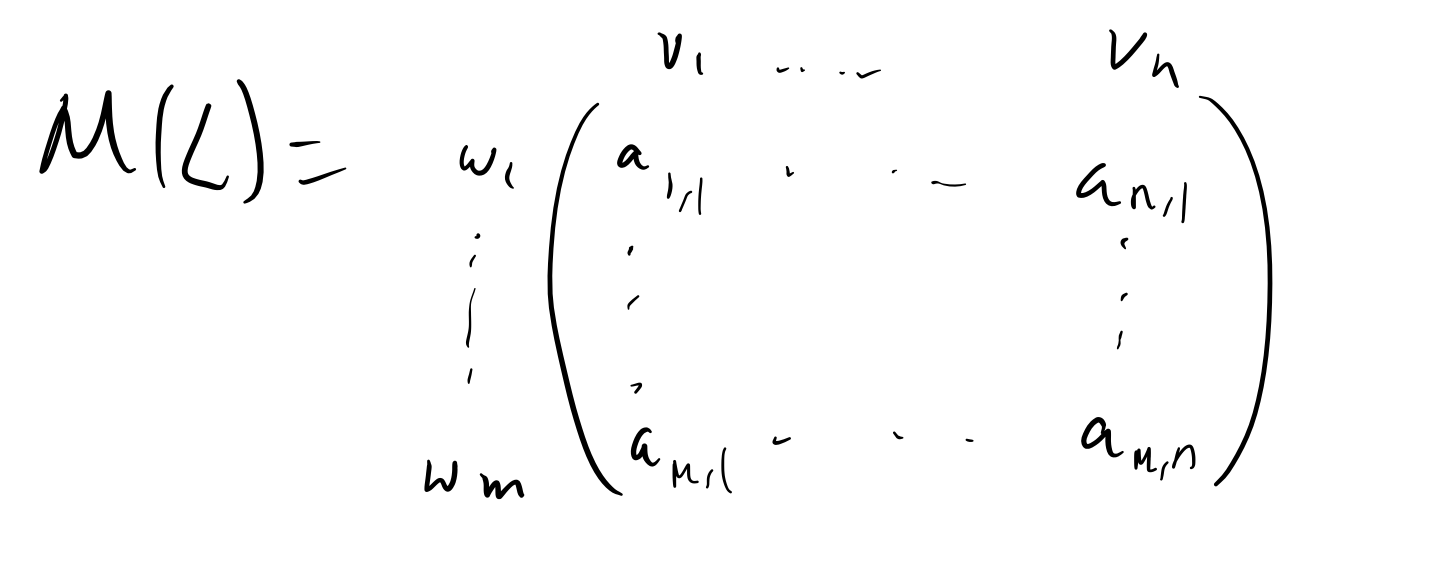 v₁ ..... vₙ
M(L) = w₁ ( a₁,₁ . . - aₙ,₁ )
wₘ ( aₘ,₁ . . . aₘ,ₙ )